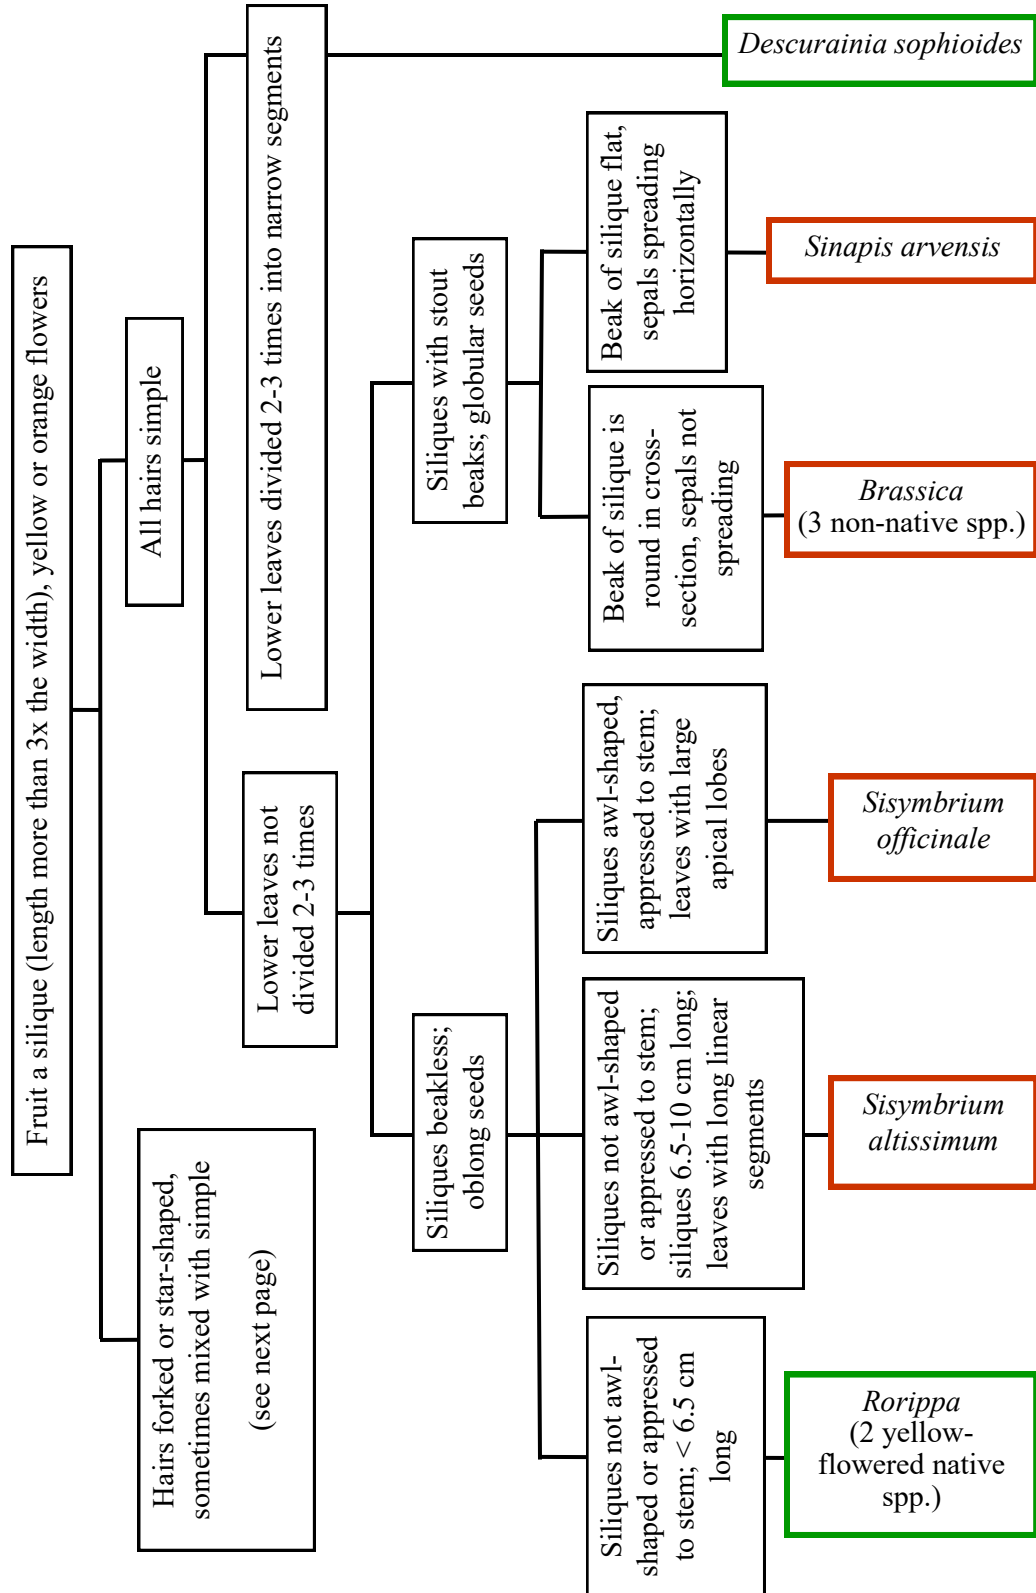 Fruit a silique (length more than 3x the width), yellow or orange flowers
Hairs forked or star-shaped,
sometimes mixed with simple
(see next page)
All hairs simple
Lower leaves not
divided 2-3 times
Lower leaves divided 2-3 times into narrow segments
Siliques beakless;
oblong seeds
Siliques with stout
beaks; globular seeds
Siliques not awl-
shaped or appressed
to stem; < 6.5 cm
long
Siliques not awl-shaped
or appressed to stem;
siliques 6.5-10 cm long;
leaves with long linear
segments
Siliques awl-shaped,
appressed to stem;
leaves with large
apical lobes
Beak of silique is
round in cross-
section, sepals not
spreading
Beak of silique flat,
sepals spreading
horizontally
Rorippa
(2 yellow-
flowered native
spp.)
Sisymbrium
altissimum
Sisymbrium
officinale
Brassica
(3 non-native spp.)
Sinapis arvensis
Descurainia sophioides